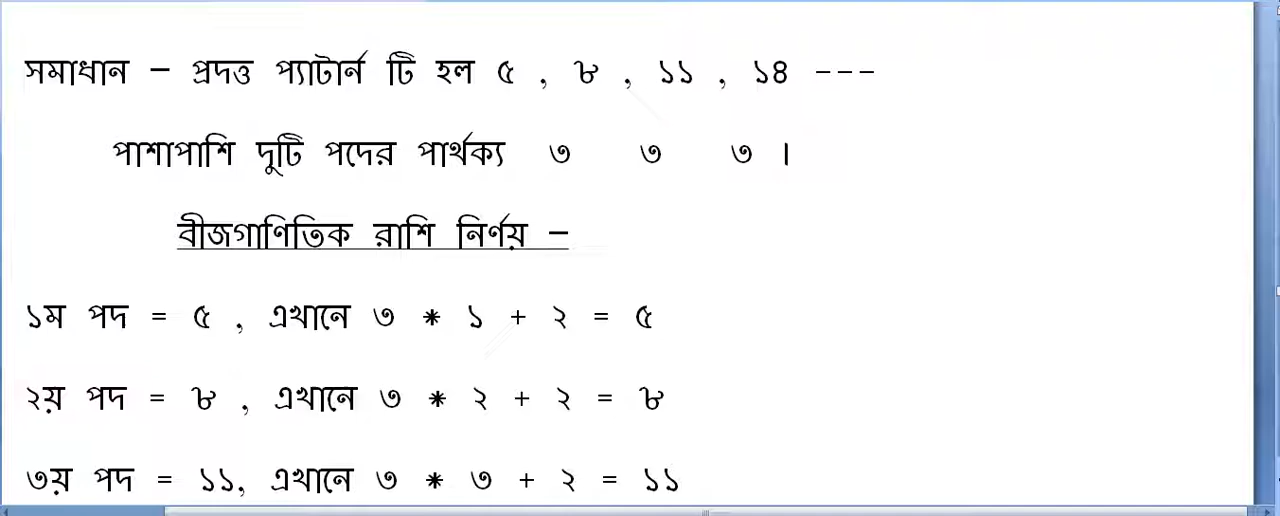 সমাধান – প্রদত্ত প্যাটার্ন টি হল ৫ , ৮ , ১১ , ১৪ ---
পাশাপাশি দুটি পদের পার্থক্য ৩ ৩ ৩ ।
বীজগাণিতিক রাশি নির্ণয় –
১ম পদ = ৫ , এখানে ৩ * ১ + ২ = ৫
২য় পদ = ৮ , এখানে ৩ * ২ + ২ = ৮
৩য় পদ = ১১, এখানে ৩ * ৩ + ২ = ১১